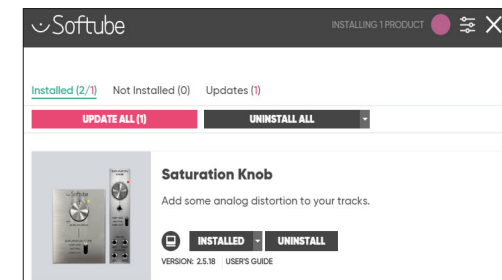 Softube
INSTALLING 1 PRODUCT
Installed (2/1) Not Installed (0) Updates (1)
UPDATE ALL (1) UNINSTALL ALL
Saturation Knob
Add some analog distortion to your tracks.
INSTALLED UNINSTALL
VERSION: 2.5.18 USER'S GUIDE